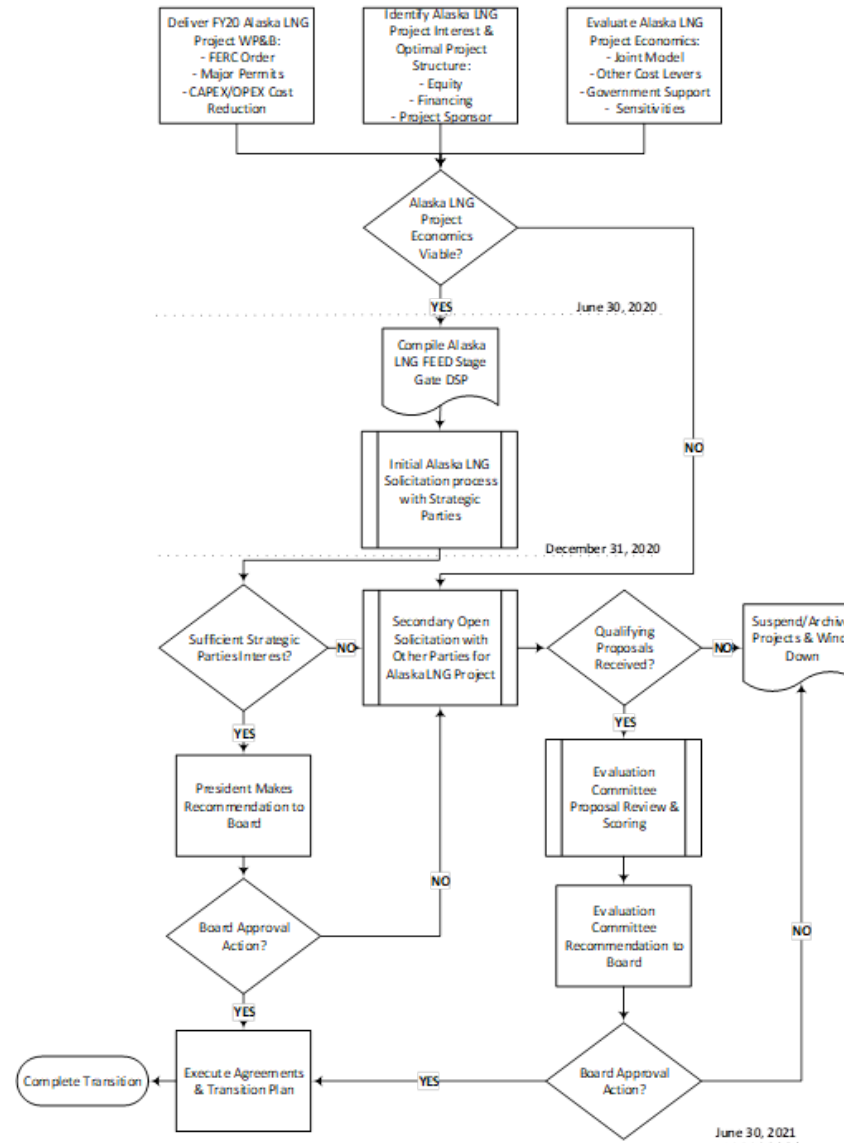 Deliver FY20 Alaska LNG
Project WP&B:
- FERC Order
- Major Permits
- CAPEX/OPEX Cost
Reduction
Identify Alaska LNG
Project Interest &
Optimal Project
Structure:
- Equity
- Financing
- Project Sponsor
Evaluate Alaska LNG
Project Economics:
- Joint Model
- Other Cost Levers
- Government Support
- Sensitivities
Alaska LNG
Project
Economics
Viable?
YES
June 30, 2020
Compile Alaska
LNG FEED Stage
Gate DSP
NO
Initial Alaska LNG
Solicitation process
with Strategic
Parties
December 31, 2020
Sufficient Strategic
Parties Interest?
NO
Secondary Open
Solicitation with
Other Parties for
Alaska LNG Project
Qualifying
Proposals
Received?
NO
Suspend/Archive
Projects & Wind
Down
YES
YES
President Makes
Recommendation to
Board
Evaluation
Committee
Proposal Review &
Scoring
NO
Board Approval
Action?
Evaluation
Committee
Recommendation to
Board
NO
YES
Complete Transition
Execute Agreements
& Transition Plan
YES
Board Approval
Action?
June 30, 2021